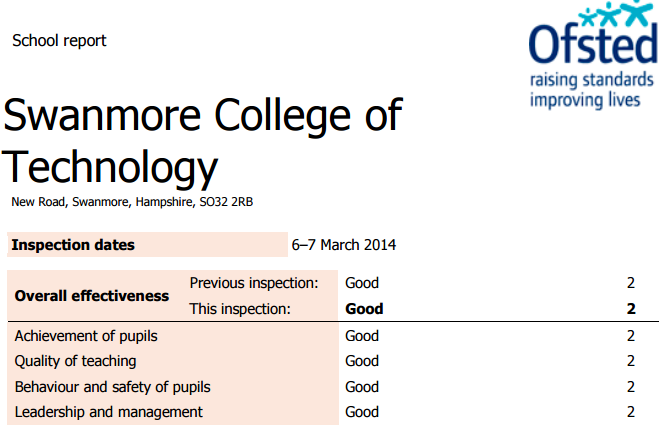 School report
Ofsted
raising standards
improving lives
Swanmore College of
Technology
New Road, Swanmore, Hampshire, SO32 2RB
Inspection dates 6–7 March 2014
Overall effectiveness
Previous inspection: Good 2
This inspection: Good 2
Achievement of pupils Good 2
Quality of teaching Good 2
Behaviour and safety of pupils Good 2
Leadership and management Good 2